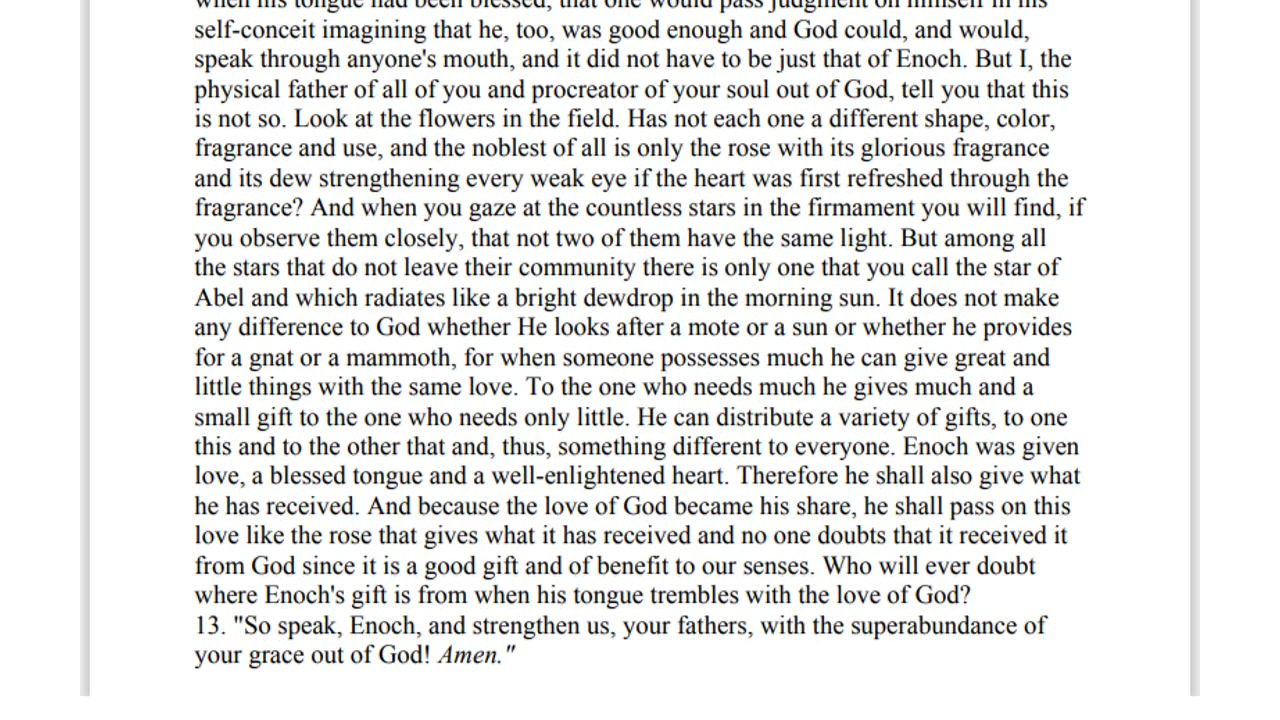 when his tongue had been blessed, that one would pass judgment on himself in his
self-conceit imagining that he, too, was good enough and God could, and would,
speak through anyone's mouth, and it did not have to be just that of Enoch. But I, the
physical father of all of you and procreator of your soul out of God, tell you that this
is not so. Look at the flowers in the field. Has not each one a different shape, color,
fragrance and use, and the noblest of all is only the rose with its glorious fragrance
and its dew strengthening every weak eye if the heart was first refreshed through the
fragrance? And when you gaze at the countless stars in the firmament you will find, if
you observe them closely, that not two of them have the same light. But among all
the stars that do not leave their community there is only one that you call the star of
Abel and which radiates like a bright dewdrop in the morning sun. It does not make
any difference to God whether He looks after a mote or a sun or whether he provides
for a gnat or a mammoth, for when someone possesses much he can give great and
little things with the same love. To the one who needs much he gives much and a
small gift to the one who needs only little. He can distribute a variety of gifts, to one
this and to the other that and, thus, something different to everyone. Enoch was given
love, a blessed tongue and a well-enlightened heart. Therefore he shall also give what
he has received. And because the love of God became his share, he shall pass on this
love like the rose that gives what it has received and no one doubts that it received it
from God since it is a good gift and of benefit to our senses. Who will ever doubt
where Enoch's gift is from when his tongue trembles with the love of God?
13. "So speak, Enoch, and strengthen us, your fathers, with the superabundance of
your grace out of God! Amen."